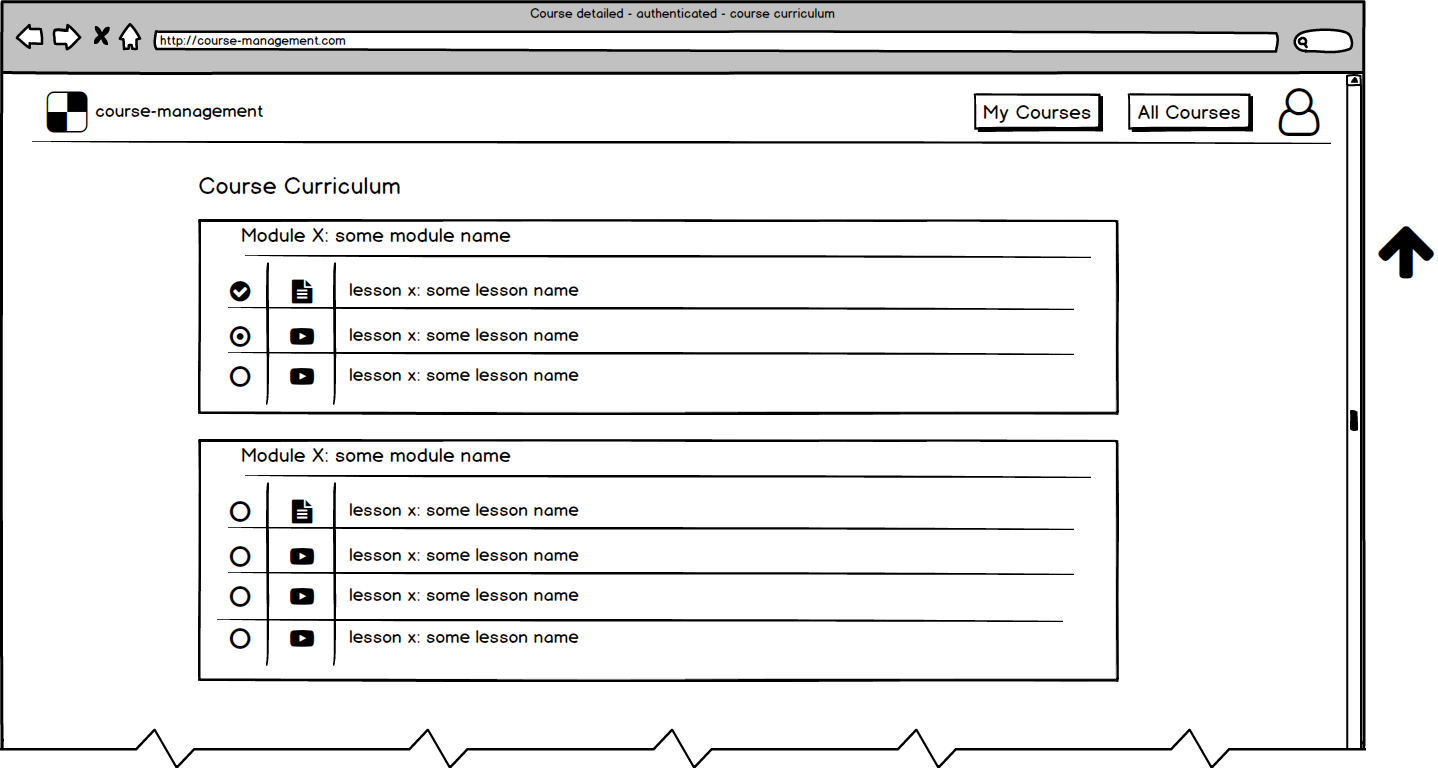 Course detailed - authenticated - course curriculum
http://course-management.com
course-management
My Courses
All Courses
Course Curriculum
Module X: some module name
lesson x: some lesson name
lesson x: some lesson name
lesson x: some lesson name
Module X: some module name
lesson x: some lesson name
lesson x: some lesson name
lesson x: some lesson name
lesson x: some lesson name